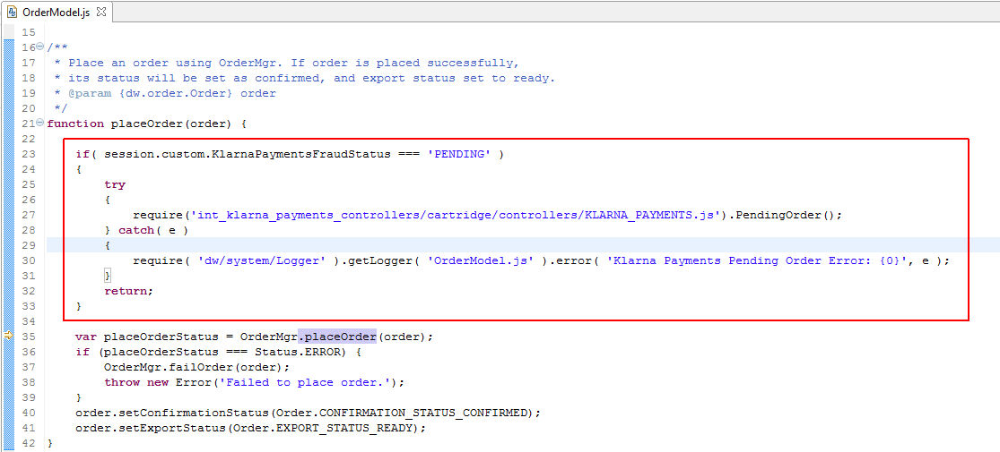 OrderModel.js
15
16 /**
17  * Place an order using OrderMgr. If order is placed successfully,
18  * its status will be set as confirmed, and export status set to ready.
19  * @param {dw.order.Order} order
20  */
21 function placeOrder(order) {
22
23     if( session.custom.KlarnaPaymentsFraudStatus === 'PENDING' )
24     {
25         try
26         {
27             require('int_klarna_payments_controllers/cartridge/controllers/KLARNA_PAYMENTS.js').PendingOrder();
28         } catch( e )
29         {
30             require( 'dw/system/Logger' ).getLogger( 'OrderModel.js' ).error( 'Klarna Payments Pending Order Error: {0}', e );
31         }
32         return;
33     }
34
35     var placeOrderStatus = OrderMgr.placeOrder(order);
36     if (placeOrderStatus === Status.ERROR) {
37         OrderMgr.failOrder(order);
38         throw new Error('Failed to place order.');
39     }
40     order.setConfirmationStatus(Order.CONFIRMATION_STATUS_CONFIRMED);
41     order.setExportStatus(Order.EXPORT_STATUS_READY);
42 }